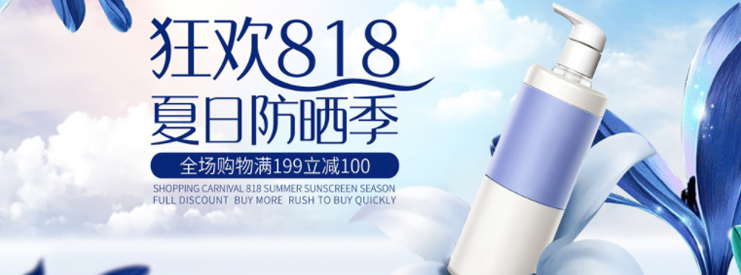 狂欢818
夏日防晒季
全场购物满199立减100
SHOPPING CARNIVAL 818 SUMMER SUNSCREEN SEASON
FULL DISCOUNT BUY MORE RUSH TO BUY QUICKLY